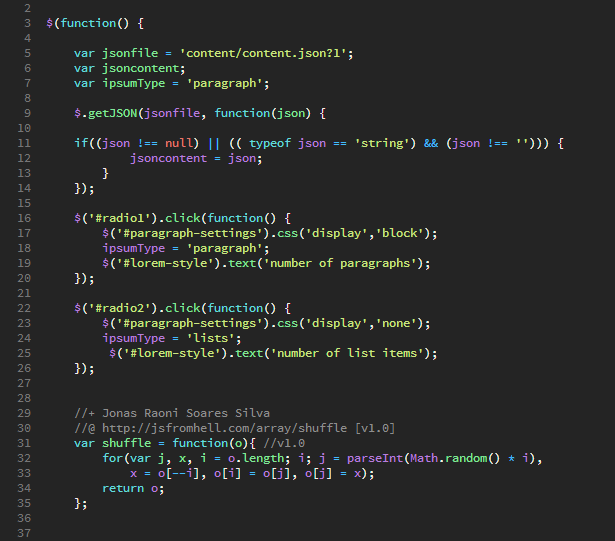 2
3 $(function() {
4
5 var jsonfile = 'content/content.json?1';
6 var jsoncontent;
7 var ipsumType = 'paragraph';
8
9 $.getJSON(jsonfile, function(json) {
10
11 if((json !== null) || (( typeof json == 'string') && (json !== ''))) {
12 jsoncontent = json;
13 }
14 });
15
16 $('#radio1').click(function() {
17 $('#paragraph-settings').css('display','block');
18 ipsumType = 'paragraph';
19 $('#lorem-style').text('number of paragraphs');
20 });
21
22 $('#radio2').click(function() {
23 $('#paragraph-settings').css('display','none');
24 ipsumType = 'lists';
25 $('#lorem-style').text('number of list items');
26 });
27
28
29 //+ Jonas Raoni Soares Silva
30 //@ http://jsfromhell.com/array/shuffle [v1.0]
31 var shuffle = function(o){ //v1.0
32 for(var j, x, i = o.length; i; j = parseInt(Math.random() * i),
33 x = o[--i], o[i] = o[j], o[j] = x);
34 return o;
35 };
36
37